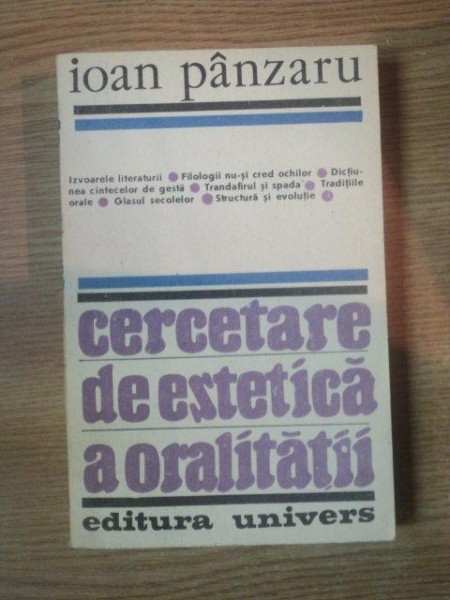 ioan pânzaru
Izvoarele literaturii ● Filologii nu-și cred ochilor ● Dicțiu-
nea cîntecelor de gestă ● Trandafirul și spada ● Tradițiile
orale ● Glasul secolelor ● Structură și evoluție ●
cercetare
de estetică
a oralității
editura univers